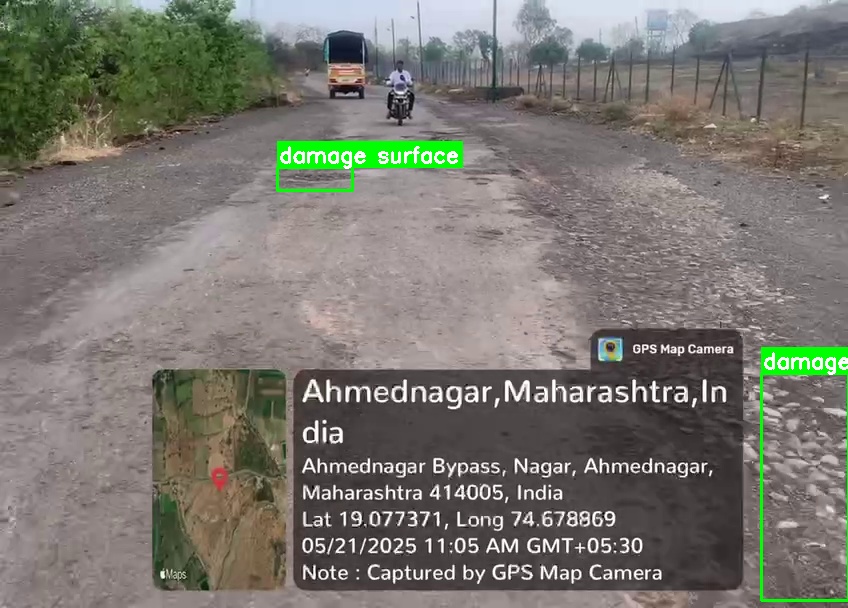 damage surface
GPS Map Camera
damage
Ahmednagar,Maharashtra,In
dia
Ahmednagar Bypass, Nagar, Ahmednagar,
Maharashtra 414005, India
Lat 19.077371, Long 74.678869
05/21/2025 11:05 AM GMT+05:30
Note : Captured by GPS Map Camera
Maps